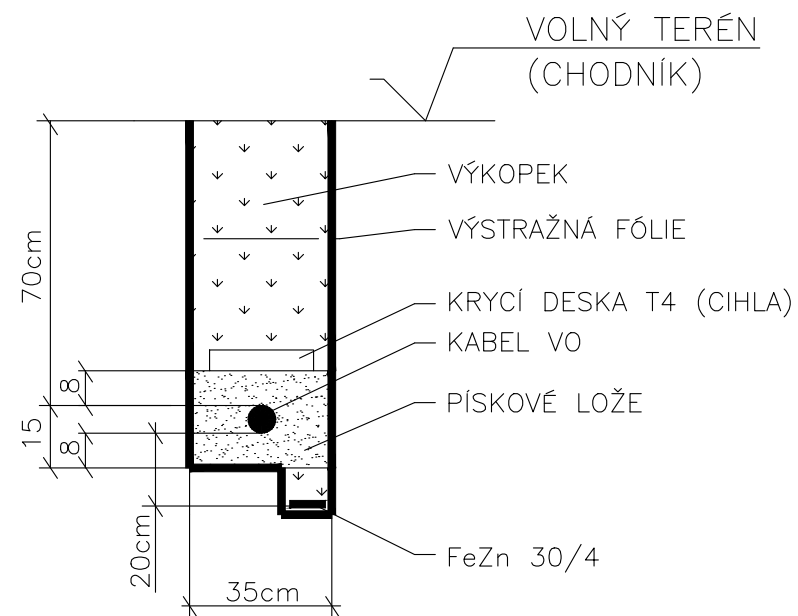 VOLNÝ TERÉN
(CHODNÍK)
VÝKOPEK
VÝSTRAŽNÁ FÓLIE
70cm
KRYCÍ DESKA T4 (CIHLA)
KABEL VO
8
PÍSKOVÉ LOŽE
15
8
20cm
FeZn 30/4
35cm